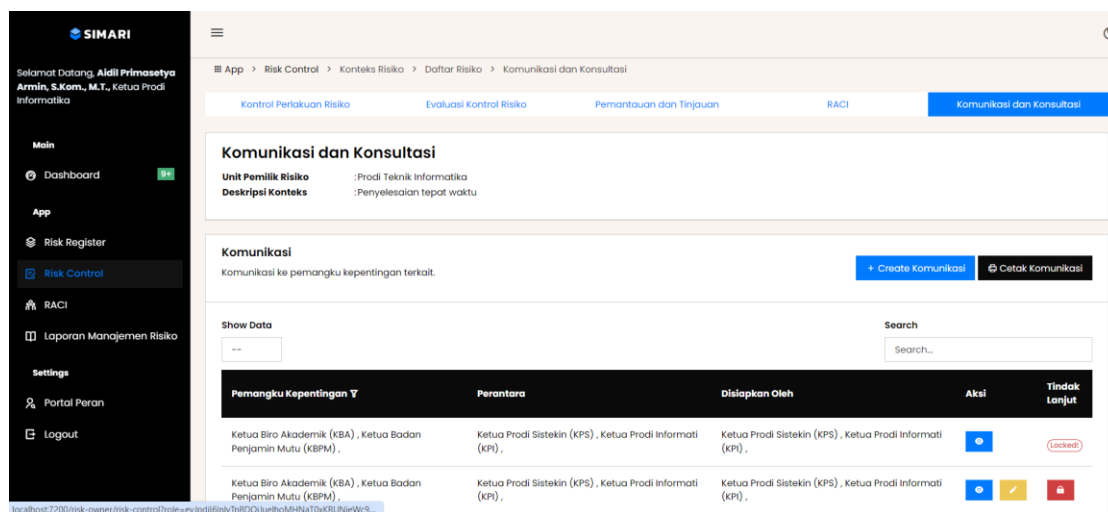 SIMARI
Selamat Datang, Aidil Primasetya
Armin, S.Kom., M.T., Ketua Prodi
Informatika
Main
Dashboard 9+
App
Risk Register
Risk Control
RACI
Laporan Manajemen Risiko
Settings
Portal Peran
Logout
App > Risk Control > Konteks Risiko > Daftar Risiko > Komunikasi dan Konsultasi
Kontrol Perlakuan Risiko Evaluasi Kontrol Risiko Pemantauan dan Tinjauan RACI Komunikasi dan Konsultasi
Komunikasi dan Konsultasi
Unit Pemilik Risiko :Prodi Teknik Informatika
Deskripsi Konteks :Penyelesaian tepat waktu
Komunikasi
Komunikasi ke pemangku kepentingan terkait.
+ Create Komunikasi Cetak Komunikasi
Show Data Search
-- Search...
Pemangku Kepentingan Perantara Disiapkan Oleh Aksi Tindak
Lanjut
Ketua Biro Akademik (KBA) , Ketua Badan Ketua Prodi Sistekin (KPS) , Ketua Prodi Informati Ketua Prodi Sistekin (KPS) , Ketua Prodi Informati
Penjamin Mutu (KBPM) , (KPI) , (KPI) , Locked!
Ketua Biro Akademik (KBA) , Ketua Badan Ketua Prodi Sistekin (KPS) , Ketua Prodi Informati Ketua Prodi Sistekin (KPS) , Ketua Prodi Informati
Penjamin Mutu (KBPM) , (KPI) , (KPI) ,